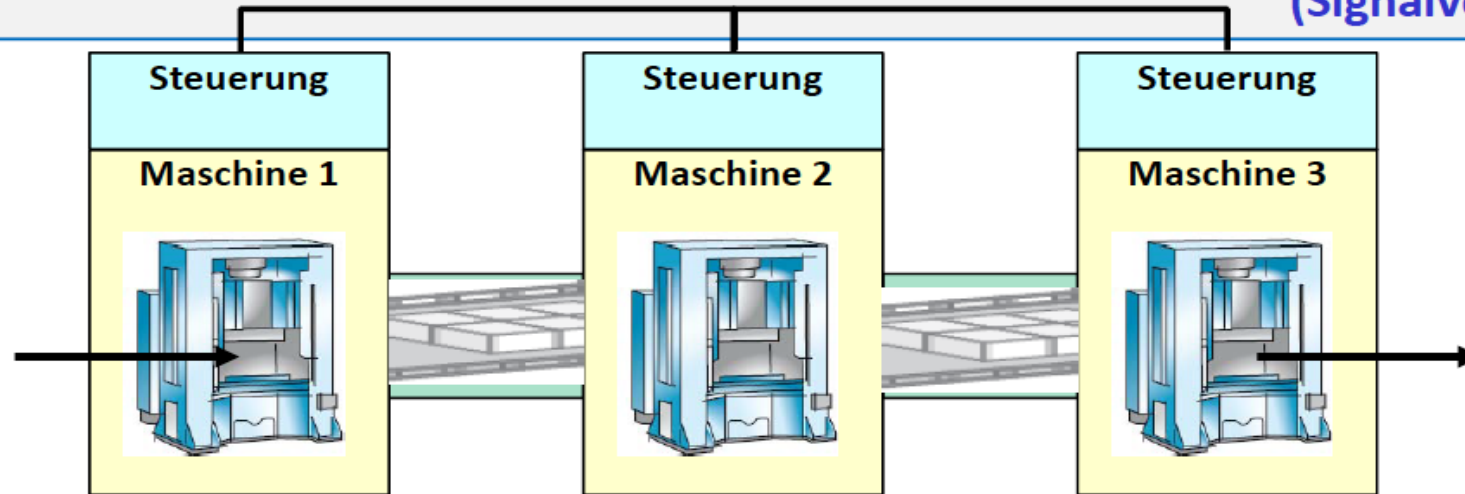 Steuerung
Steuerung
Steuerung
Maschine 1
Maschine 2
Maschine 3